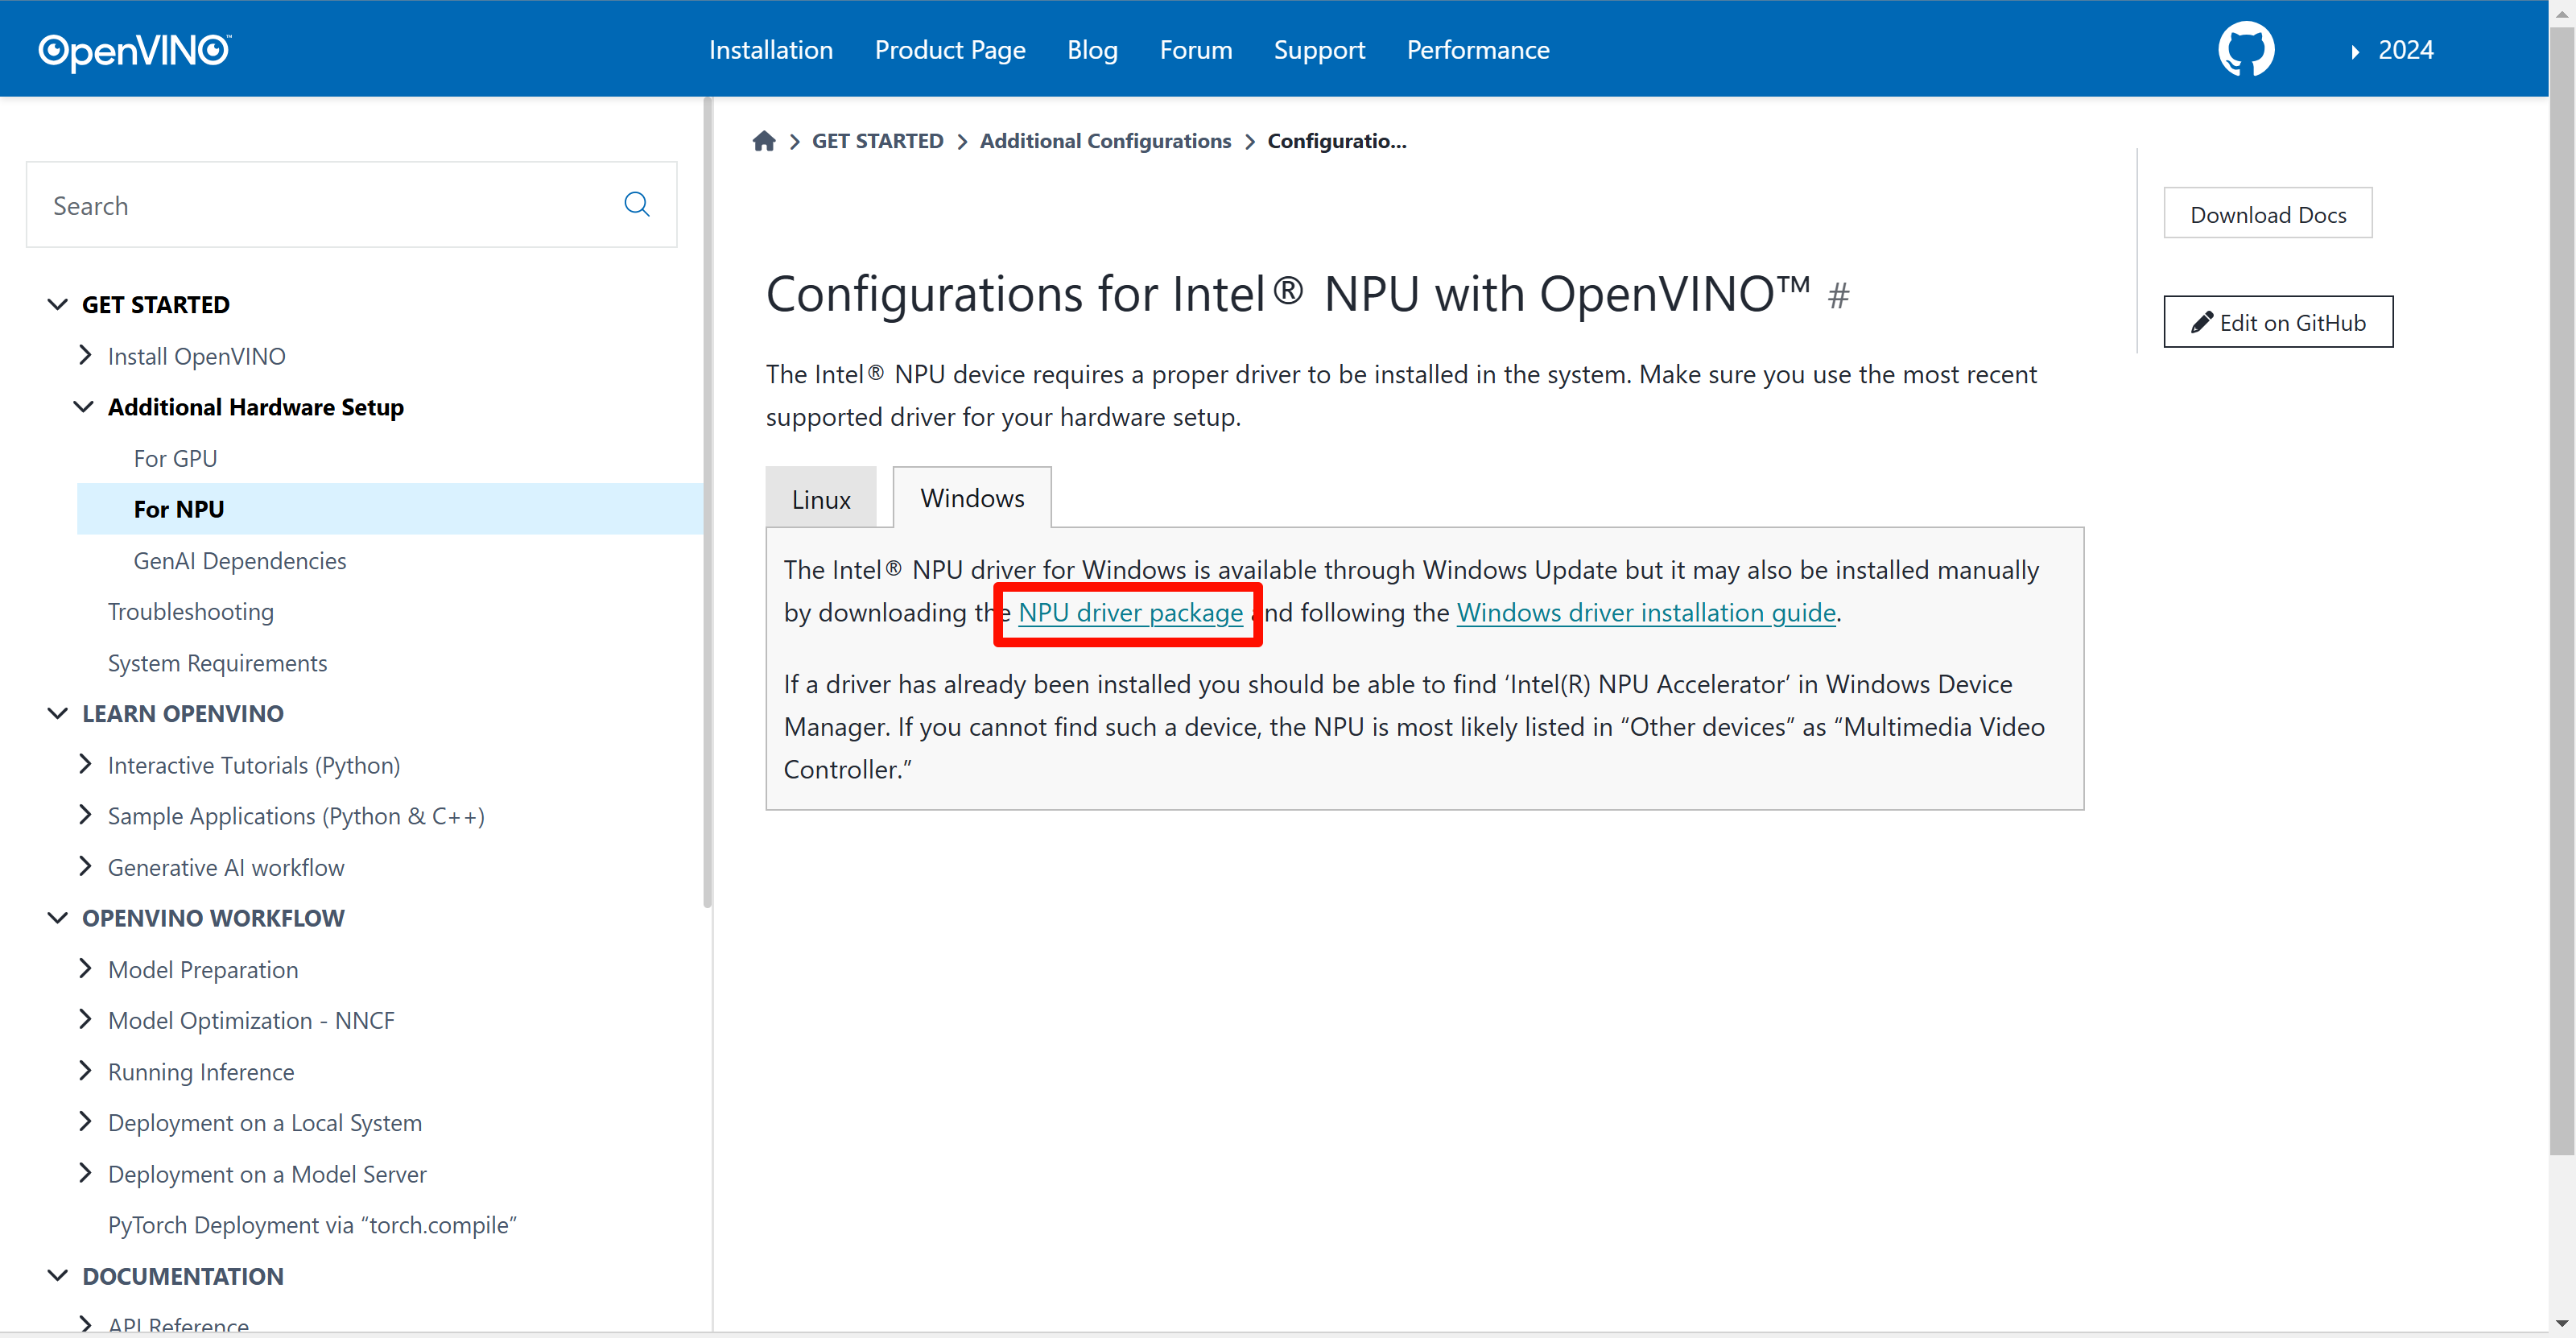 OpenVINO™
Installation Product Page Blog Forum Support Performance
2024
Search
GET STARTED
Install OpenVINO
Additional Hardware Setup
For GPU
For NPU
GenAI Dependencies
Troubleshooting
System Requirements
LEARN OPENVINO
Interactive Tutorials (Python)
Sample Applications (Python & C++)
Generative AI workflow
OPENVINO WORKFLOW
Model Preparation
Model Optimization - NNCF
Running Inference
Deployment on a Local System
Deployment on a Model Server
PyTorch Deployment via “torch.compile”
DOCUMENTATION
API Reference
GET STARTED > Additional Configurations > Configuratio...
Configurations for Intel® NPU with OpenVINO™ #
The Intel® NPU device requires a proper driver to be installed in the system. Make sure you use the most recent
supported driver for your hardware setup.
Linux Windows
The Intel® NPU driver for Windows is available through Windows Update but it may also be installed manually
by downloading the NPU driver package and following the Windows driver installation guide.
If a driver has already been installed you should be able to find ‘Intel(R) NPU Accelerator’ in Windows Device
Manager. If you cannot find such a device, the NPU is most likely listed in “Other devices” as “Multimedia Video
Controller.”
Download Docs
Edit on GitHub